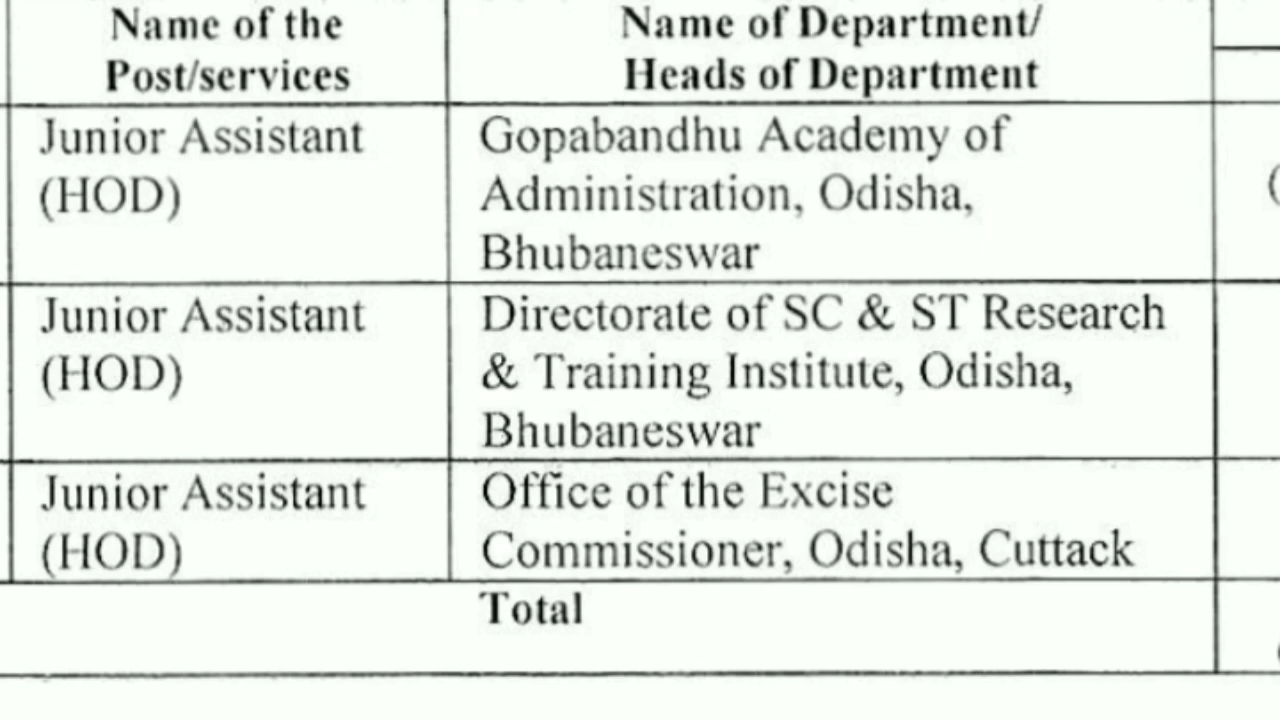 Name of the
Post/services
Name of Department/
Heads of Department
Junior Assistant
(HOD)
Gopabandhu Academy of
Administration, Odisha,
Bhubaneswar
Junior Assistant
(HOD)
Directorate of SC & ST Research
& Training Institute, Odisha,
Bhubaneswar
Junior Assistant
(HOD)
Office of the Excise
Commissioner, Odisha, Cuttack
Total